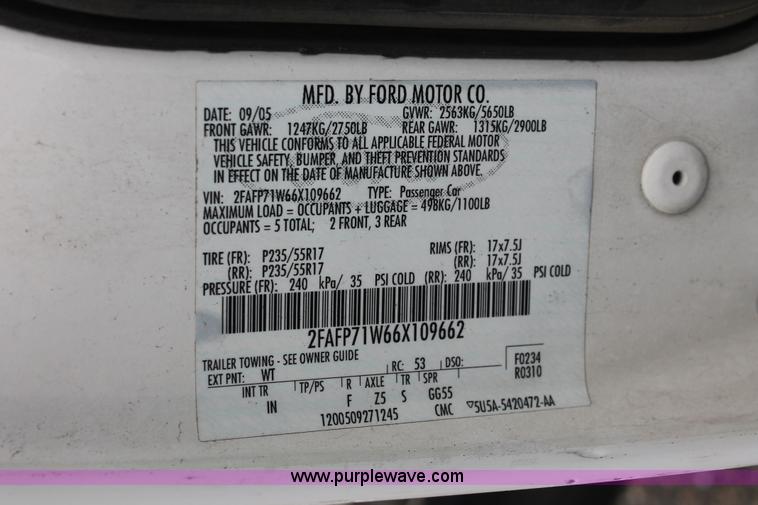 MFD. BY FORD MOTOR CO.
DATE: 09/05 GVWR: 2563KG/5650LB
FRONT GAWR: 1247KG/2750LB REAR GAWR: 1315KG/2900LB
THIS VEHICLE CONFORMS TO ALL APPLICABLE FEDERAL MOTOR
VEHICLE SAFETY, BUMPER, AND THEFT PREVENTION STANDARDS
IN EFFECT ON THE DATE OF MANUFACTURE SHOWN ABOVE.
VIN: 2FAFP71W66X109662 TYPE: Passenger Car
MAXIMUM LOAD = OCCUPANTS + LUGGAGE = 498KG/1100LB
OCCUPANTS = 5 TOTAL; 2 FRONT, 3 REAR
TIRE (FR): P235/55R17 RIMS (FR): 17x7.5J
(RR): P235/55R17 (RR): 17x7.5J
PRESSURE (FR): 240 kPa/ 35 PSI COLD (RR): 240 kPa/ 35 PSI COLD
2FAFP71W66X109662
TRAILER TOWING - SEE OWNER GUIDE
EXT PNT: WT RC: 53 DSO: F0234
R0310
INT TR TP/PS R AXLE TR SPR
IN F Z5 S GG55
1200509271245 CMC ▽5U5A-5420472-AA
www.purplewave.com